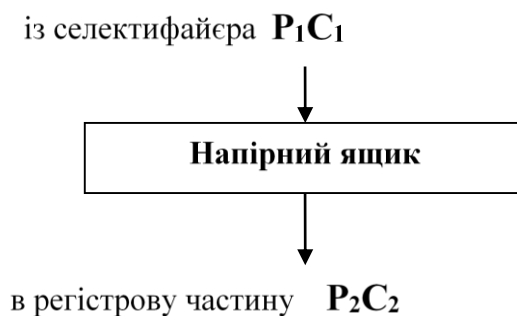 із селектифайєра P₁C₁
Напірний ящик
в регістрову частину P₂C₂